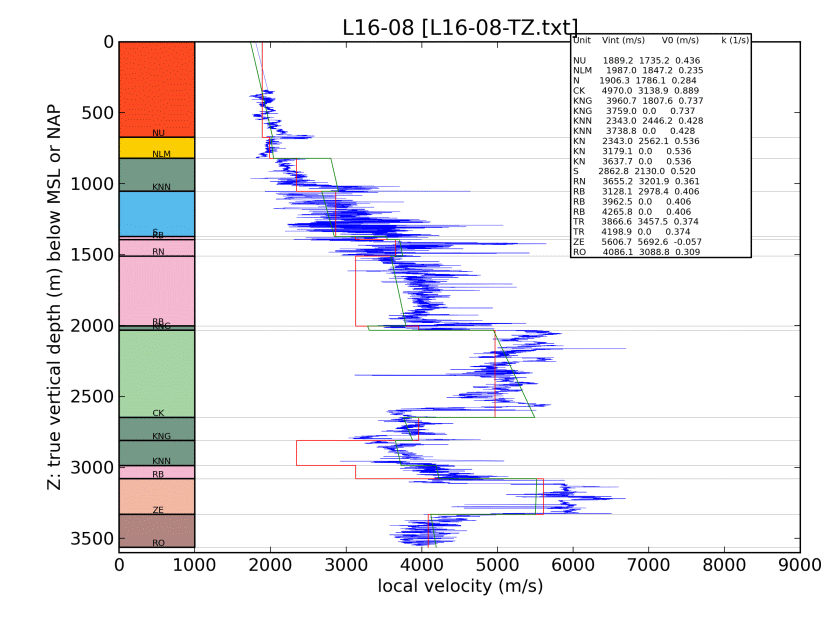 L16-08 [L16-08-TZ.txt]
Unit Vint (m/s) V0 (m/s) k (1/s)
NU 1889.2 1735.2 0.436
NLM 1987.0 1847.2 0.235
N 1906.3 1786.1 0.284
CK 4970.0 3138.9 0.889
KNG 3960.7 1807.6 0.737
KNG 3759.0 0.0 0.737
KNN 2343.0 2446.2 0.428
KNN 3738.8 0.0 0.428
KN 2343.0 2562.1 0.536
KN 3179.1 0.0 0.536
KN 3637.7 0.0 0.536
S 2862.8 2130.0 0.520
RN 3655.2 3201.9 0.361
RB 3128.1 2978.4 0.406
RB 3962.5 0.0 0.406
RB 4265.8 0.0 0.406
TR 3866.6 3457.5 0.374
TR 4198.9 0.0 0.374
ZE 5606.7 5692.6 -0.057
RO 4086.1 3088.8 0.309
Z: true vertical depth (m) below MSL or NAP
0
500
1000
1500
2000
2500
3000
3500
NU
NLM
KNN
S
RB
RN
RB
KNG
CK
KNG
KNN
RB
ZE
RO
0 1000 2000 3000 4000 5000 6000 7000 8000 9000
local velocity (m/s)